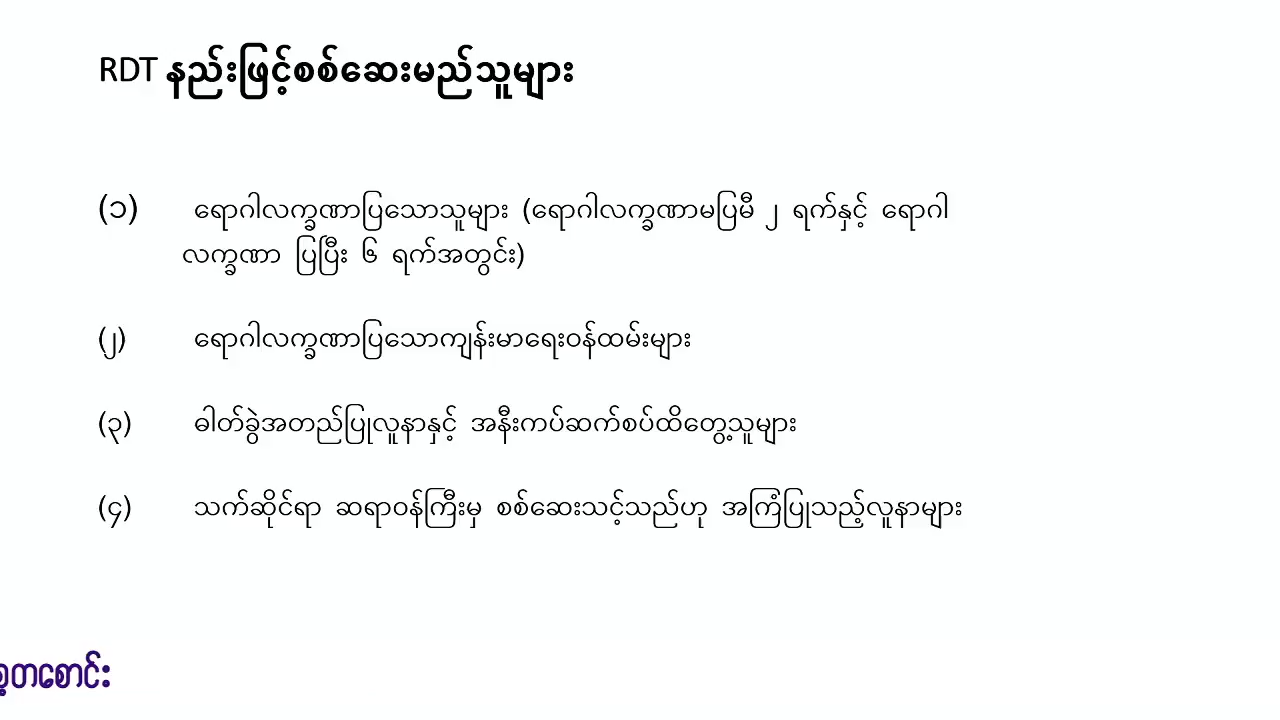 RDT နည်းဖြင့်စစ်ဆေးမည်သူများ
(၁) ရောဂါလက္ခဏာပြသောသူများ (ရောဂါလက္ခဏာမပြမီ ၂ ရက်နှင့် ရောဂါ
လက္ခဏာ ပြပြီး ၆ ရက်အတွင်း)
(၂) ရောဂါလက္ခဏာပြသောကျန်းမာရေးဝန်ထမ်းများ
(၃) ဓါတ်ခွဲအတည်ပြုလူနာနှင့် အနီးကပ်ဆက်စပ်ထိတွေ့သူများ
(၄) သက်ဆိုင်ရာ ဆရာဝန်ကြီးမှ စစ်ဆေးသင့်သည်ဟု အကြံပြုသည့်လူနာများ